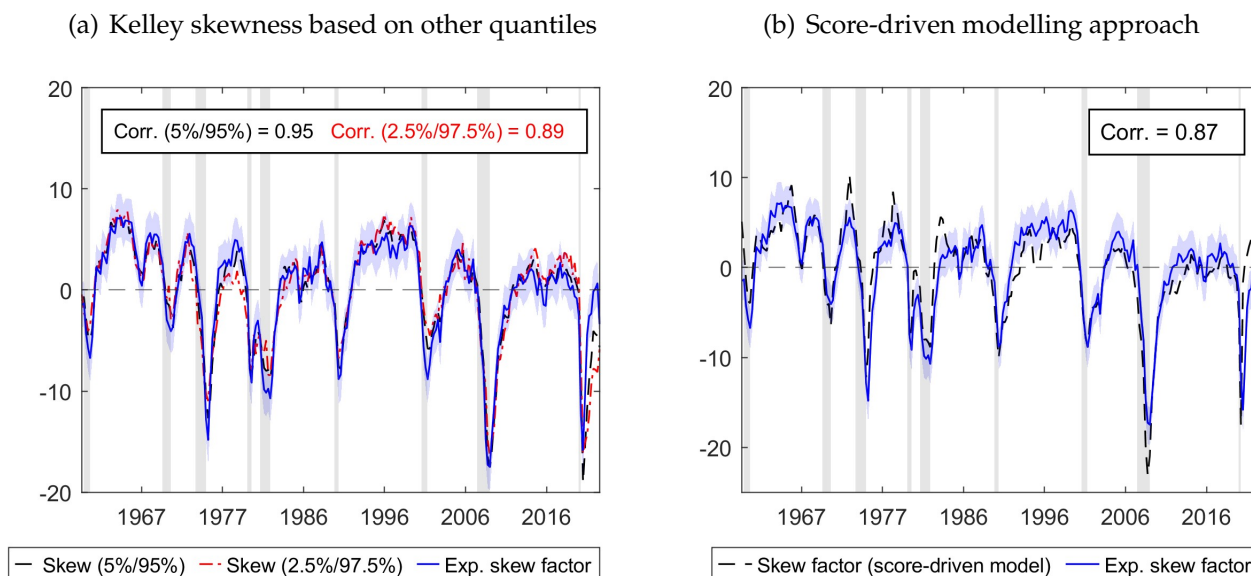 (a) Kelley skewness based on other quantiles
20
Corr. (5%/95%) = 0.95 Corr. (2.5%/97.5%) = 0.89
10
0
-10
-20
1967 1977 1986 1996 2006 2016
Skew (5%/95%) Skew (2.5%/97.5%) Exp. skew factor
(b) Score-driven modelling approach
20
Corr. = 0.87
10
0
-10
-20
1967 1977 1986 1996 2006 2016
Skew factor (score-driven model) Exp. skew factor